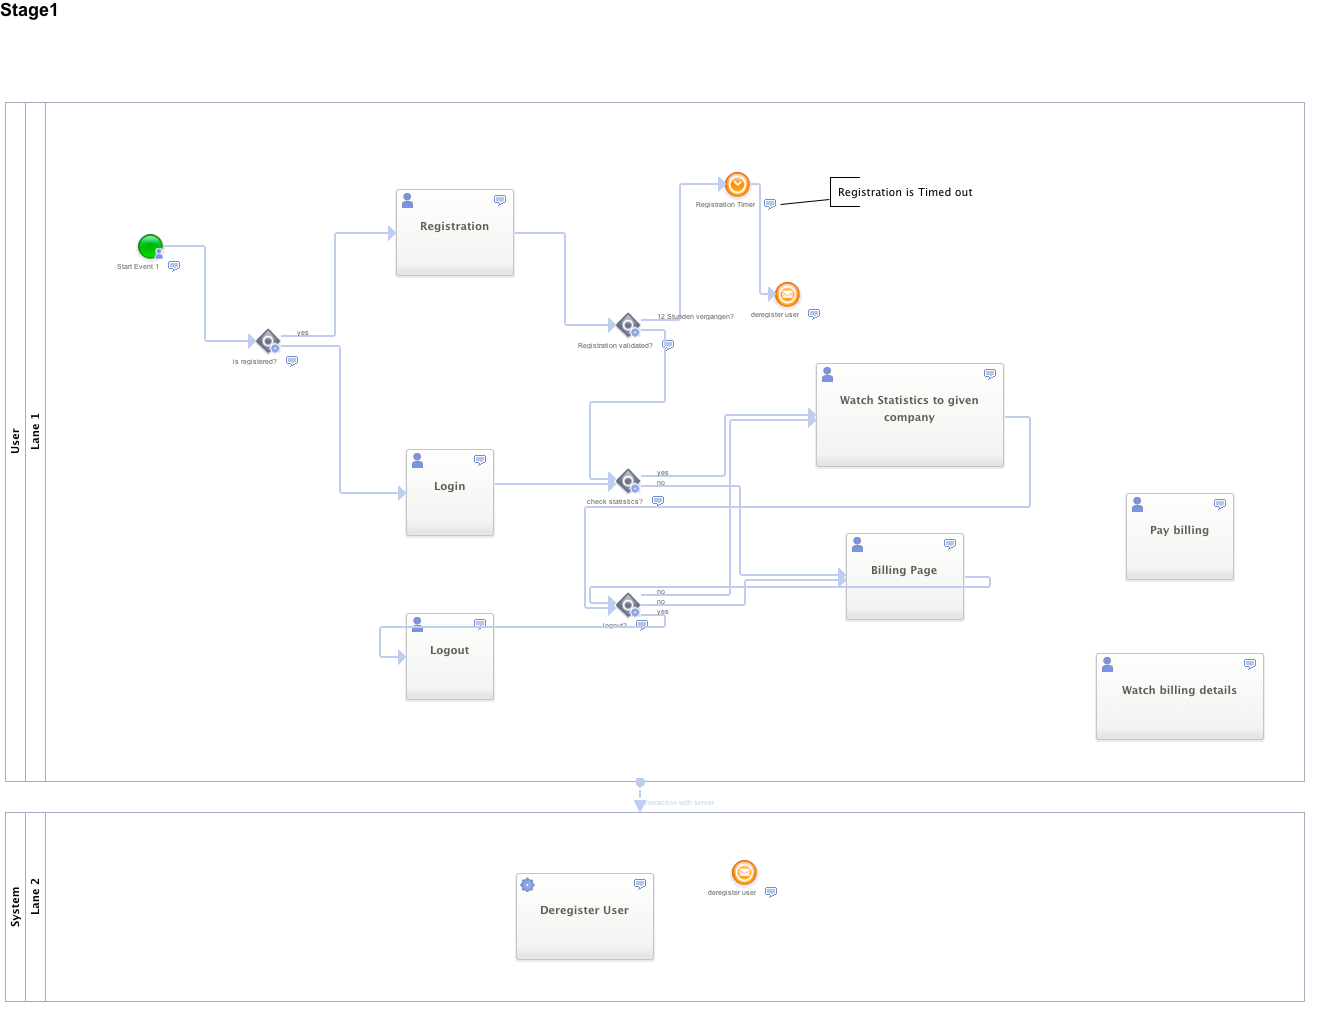 Stage1
User
Lane 1
Start Event 1
is registered?
yes
Registration
Registration validated?
12 Stunden vergangen?
Registration Timer
Registration is Timed out
deregister user
Login
check statistics?
yes
no
Watch Statistics to given
company
Billing Page
Pay billing
logout?
no
no
yes
Logout
Watch billing details
with server
System
Lane 2
Deregister User
deregister user